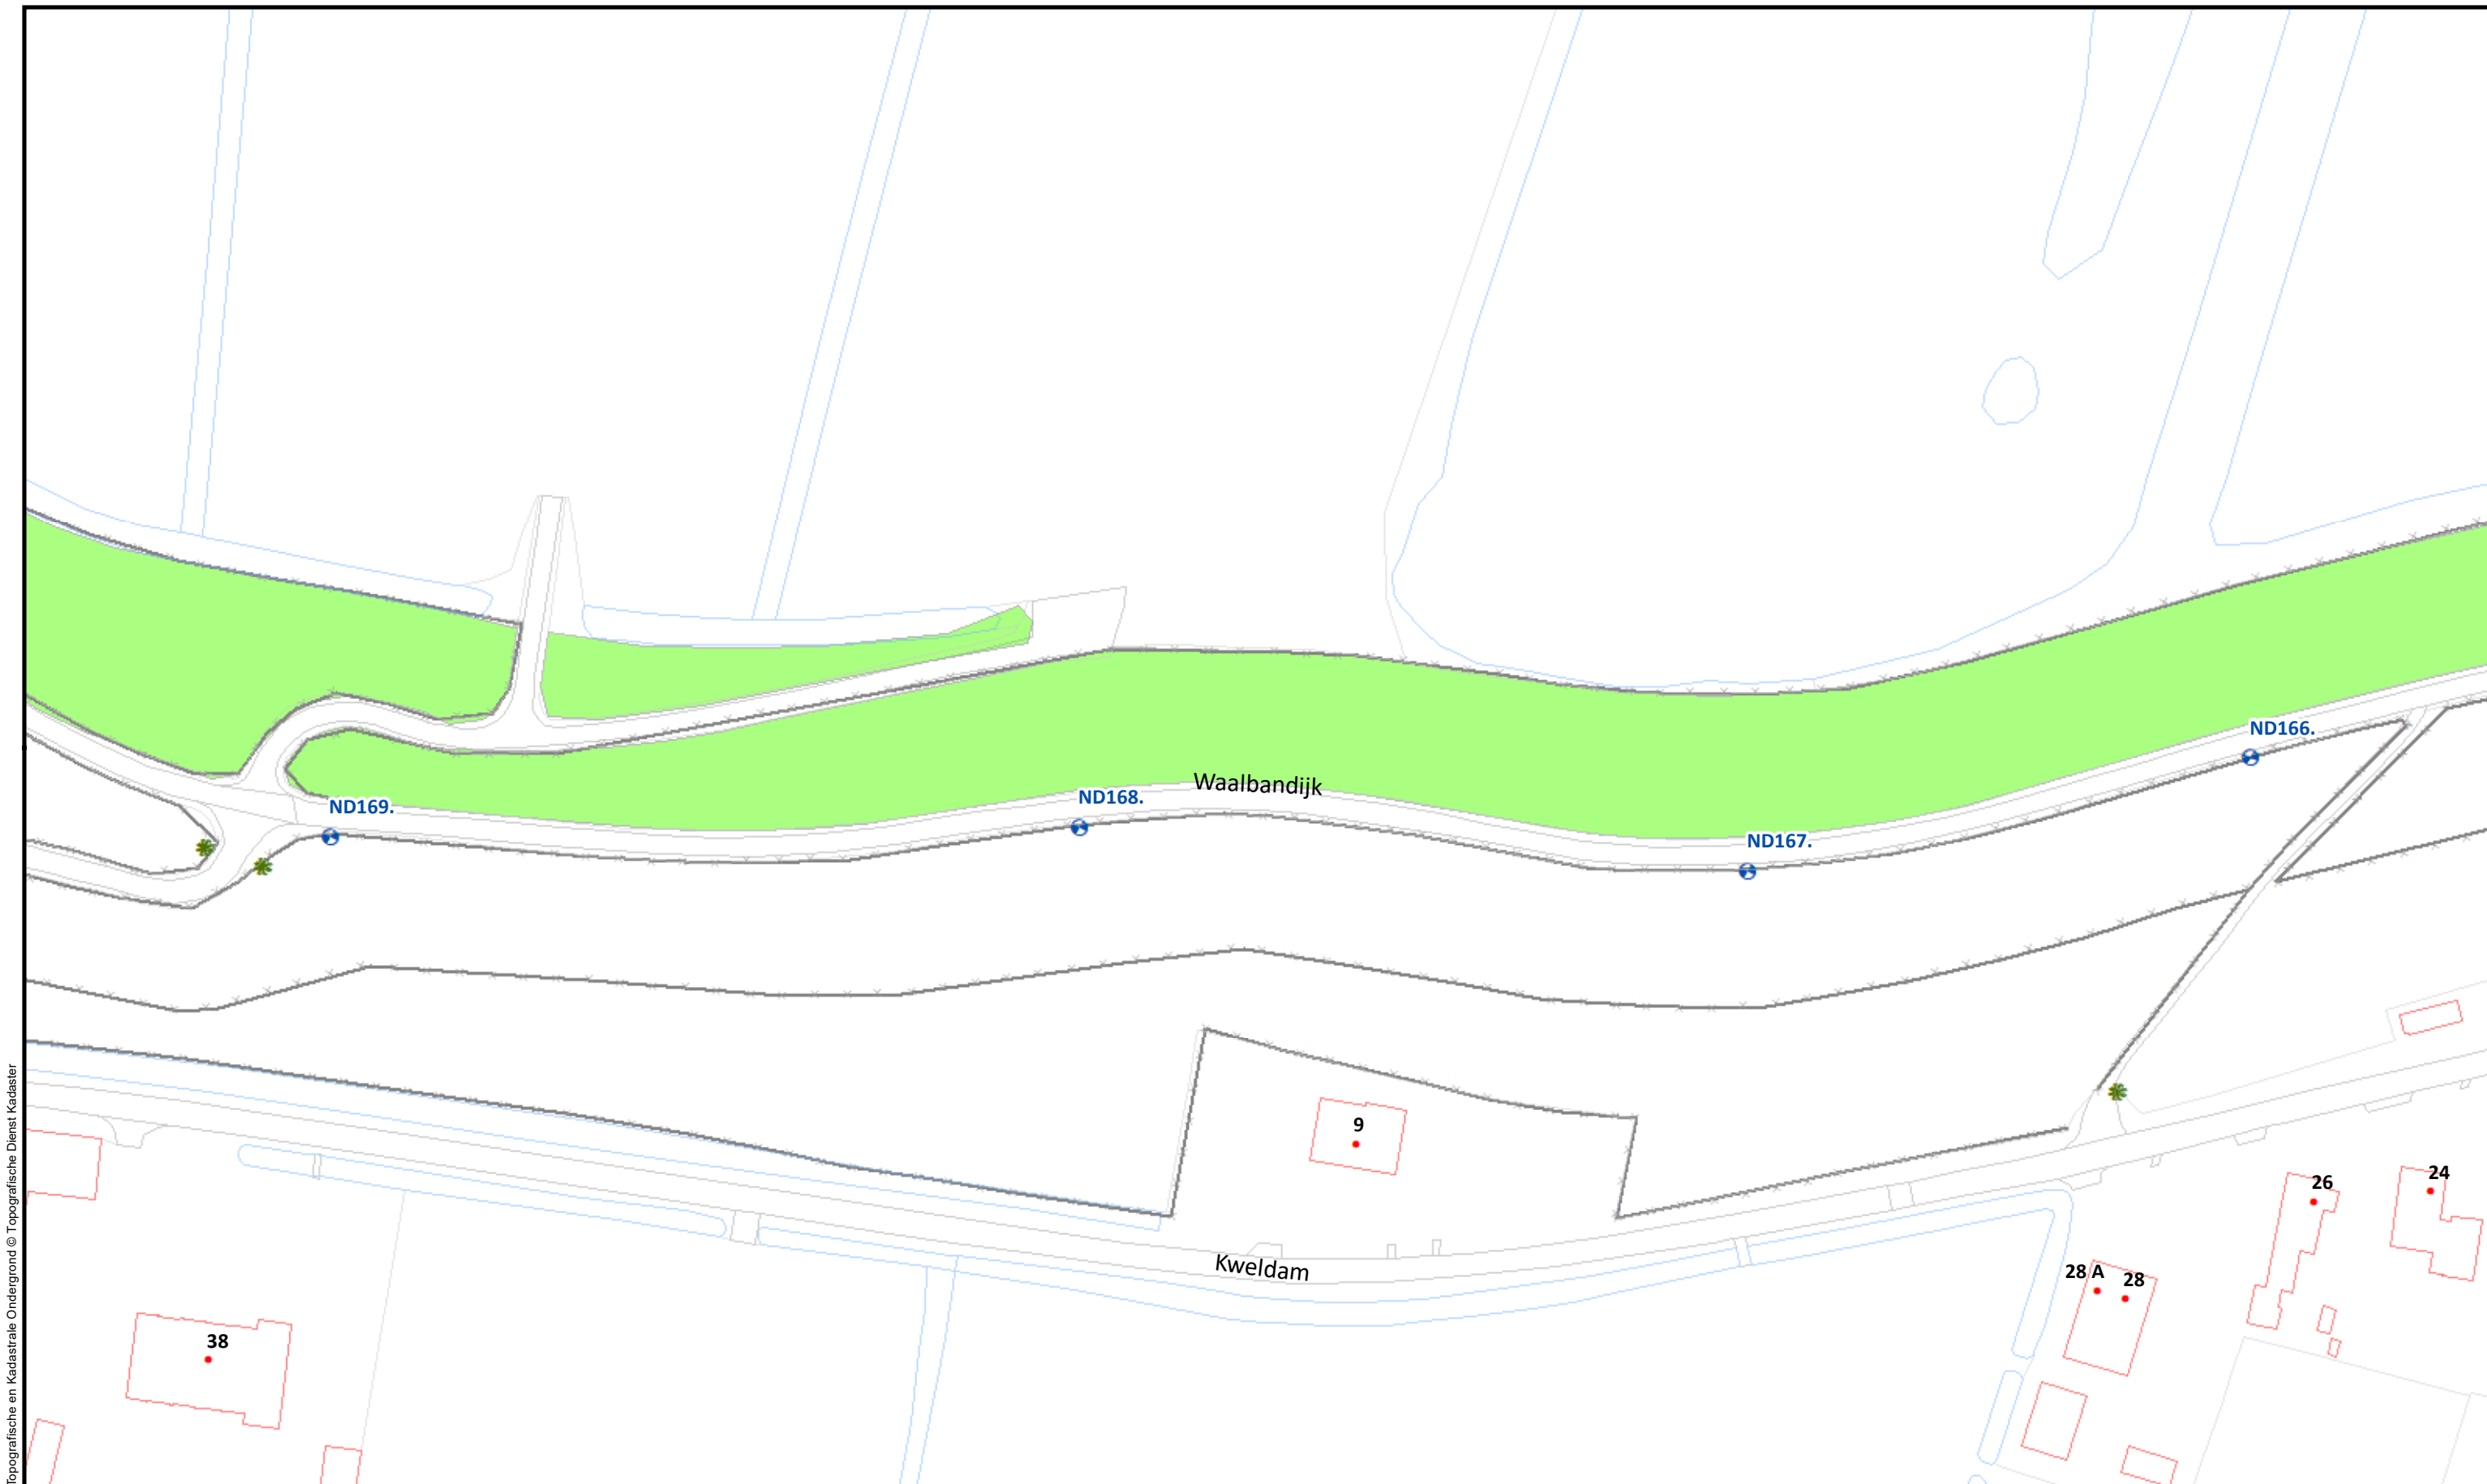 ND166.
Waalbandijk
ND168.
ND169.
ND167.
9
24
26
Kweldam
28 A
28
38
Topografische en Kadastrale Ondergrond © Topografische Dienst Kadaster